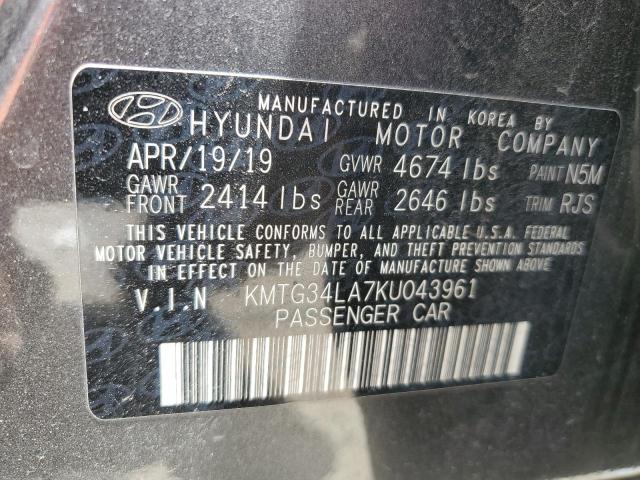 MANUFACTURED IN KOREA BY
HYUNDAI MOTOR COMPANY
APR/19/19 GVWR 4674 lbs PAINT N5M
GAWR FRONT 2414 lbs GAWR REAR 2646 lbs TRIM RJS
THIS VEHICLE CONFORMS TO ALL APPLICABLE U.S.A. FEDERAL
MOTOR VEHICLE SAFETY, BUMPER, AND THEFT PREVENTION STANDARDS
IN EFFECT ON THE DATE OF MANUFACTURE SHOWN ABOVE.
V.I.N KMTG34LA7KU043961
PASSENGER CAR